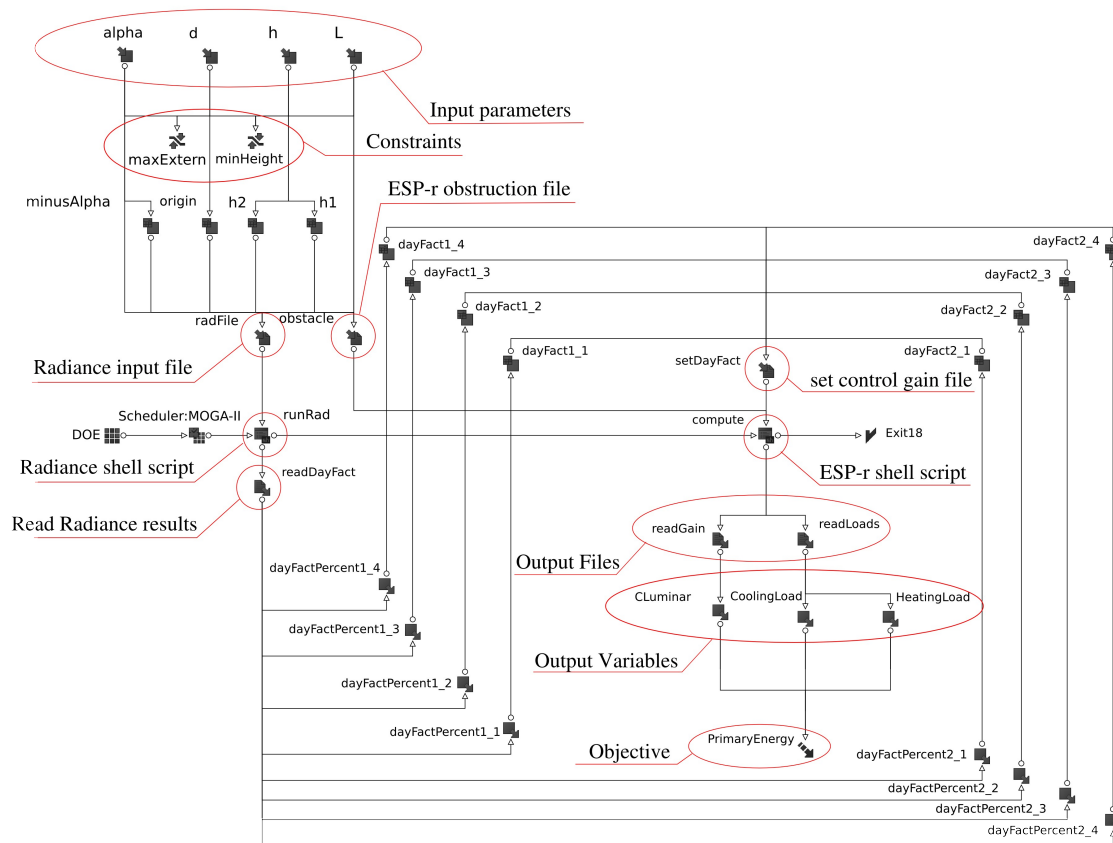 alpha d h L
Input parameters
Constraints
maxExtern minHeight
ESP-r obstruction file
minusAlpha origin h2 h1
dayFact1_4 dayFact2_4
dayFact1_3 dayFact2_3
dayFact1_2 dayFact2_2
radFile obstacle
dayFact1_1 dayFact2_1
setDayFact
Radiance input file
set control gain file
Scheduler:MOGA-II runRad compute
DOE Exit18
Radiance shell script readDayFact ESP-r shell script
Read Radiance results
readGain readLoads
Output Files
dayFactPercent1_4
CLuminar CoolingLoad HeatingLoad
dayFactPercent1_3
Output Variables
dayFactPercent1_2
dayFactPercent1_1
Objective
PrimaryEnergy
dayFactPercent2_1
dayFactPercent2_2
dayFactPercent2_3
dayFactPercent2_4